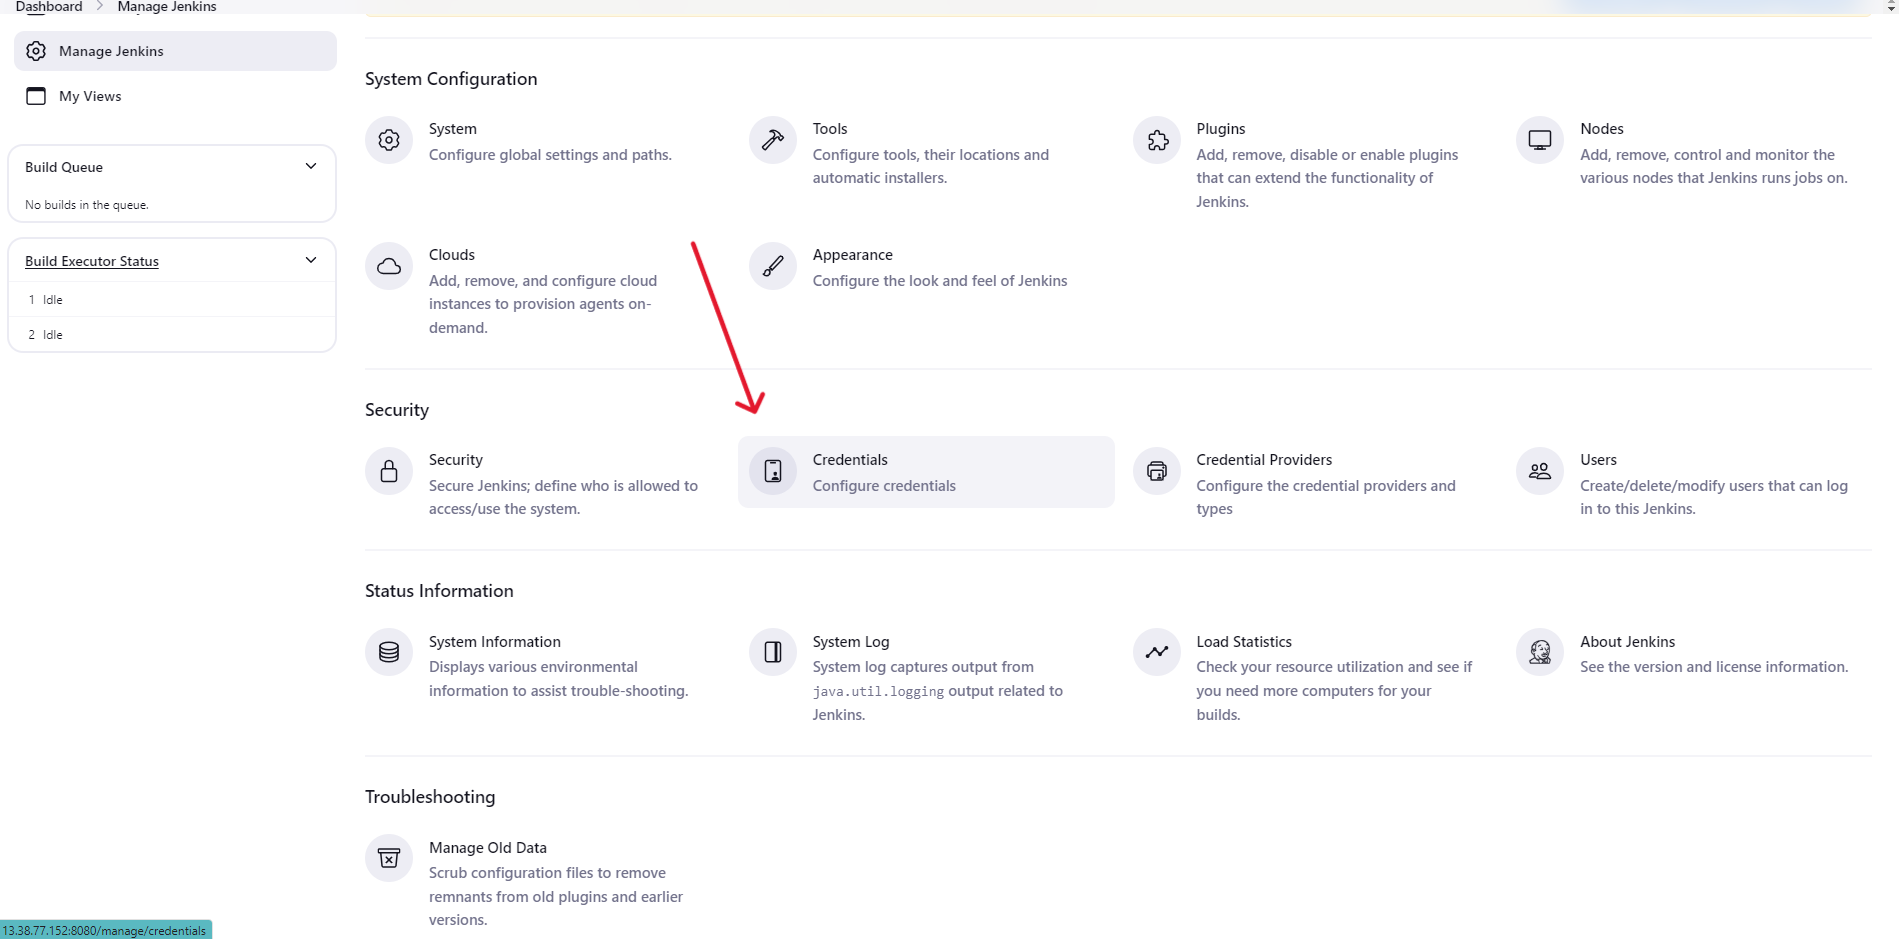 Dashboard
Manage Jenkins
Manage Jenkins
My Views
Build Queue
No builds in the queue.
Build Executor Status
1 Idle
2 Idle
System Configuration
System
Configure global settings and paths.
Tools
Configure tools, their locations and
automatic installers.
Plugins
Add, remove, disable or enable plugins
that can extend the functionality of
Jenkins.
Nodes
Add, remove, control and monitor the
various nodes that Jenkins runs jobs on.
Clouds
Add, remove, and configure cloud
instances to provision agents on-
demand.
Appearance
Configure the look and feel of Jenkins
Security
Security
Secure Jenkins; define who is allowed to
access/use the system.
Credentials
Configure credentials
Credential Providers
Configure the credential providers and
types
Users
Create/delete/modify users that can log
in to this Jenkins.
Status Information
System Information
Displays various environmental
information to assist trouble-shooting.
System Log
System log captures output from
java.util.logging output related to
Jenkins.
Load Statistics
Check your resource utilization and see if
you need more computers for your
builds.
About Jenkins
See the version and license information.
Troubleshooting
Manage Old Data
Scrub configuration files to remove
remnants from old plugins and earlier
versions.
13.38.77.152:8080/manage/credentials